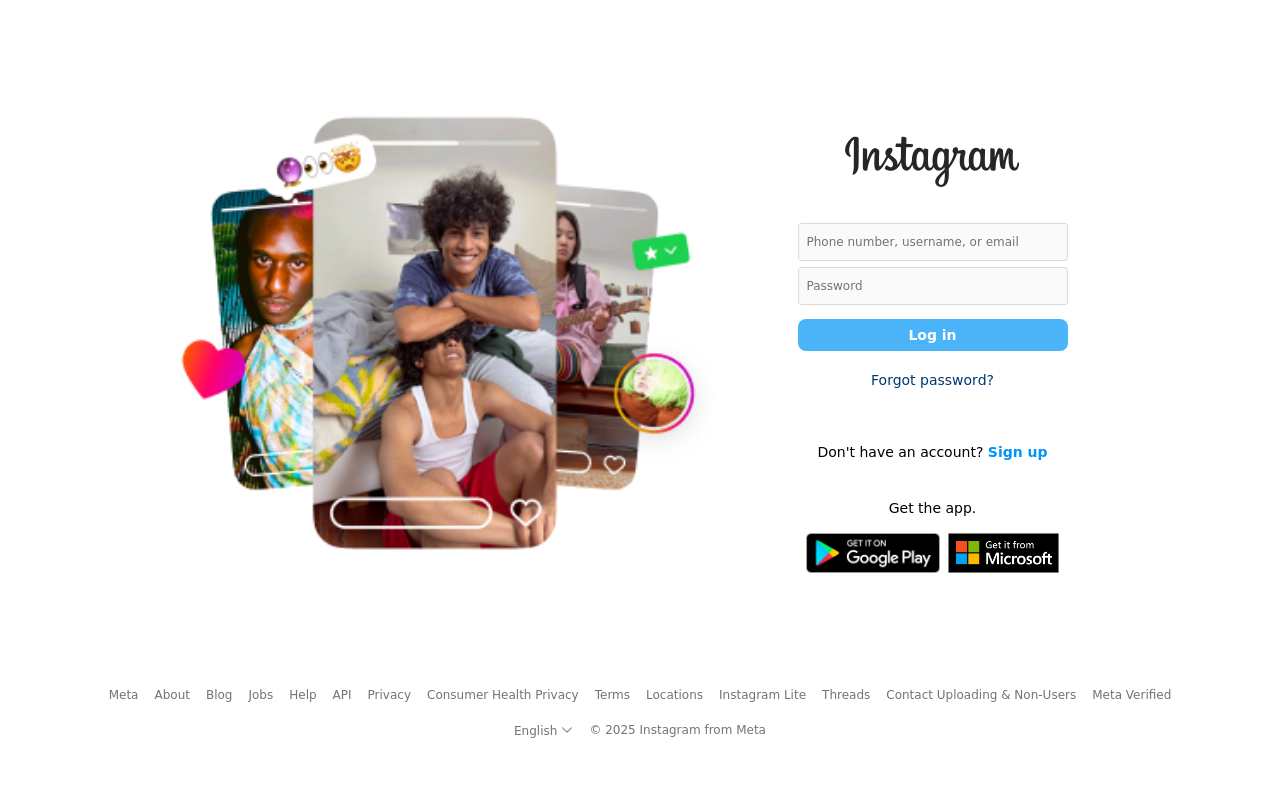 Instagram
Phone number, username, or email
Password
Log in
Forgot password?
Don't have an account? Sign up
Get the app.
GET IT ON
Google Play
Get it from
Microsoft
Meta About Blog Jobs Help API Privacy Consumer Health Privacy Terms Locations Instagram Lite Threads Contact Uploading & Non-Users Meta Verified
English © 2025 Instagram from Meta